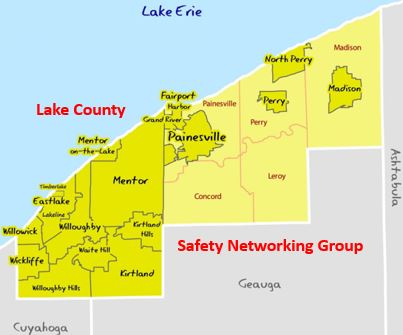 Lake Erie
Lake County
North Perry
Madison
Madison
Fairport
Harbor
Grand River
Painesville
Painesville
Perry
Perry
Mentor
on-the-Lake
Mentor
Concord
Leroy
Timberlake
Eastlake
Lakeline
Willowick
Willoughby
Wickliffe
Waite Hill
Kirtland
Hills
Kirtland
Willoughby Hills
Ashtabula
Safety Networking Group
Geauga
Cuyahoga